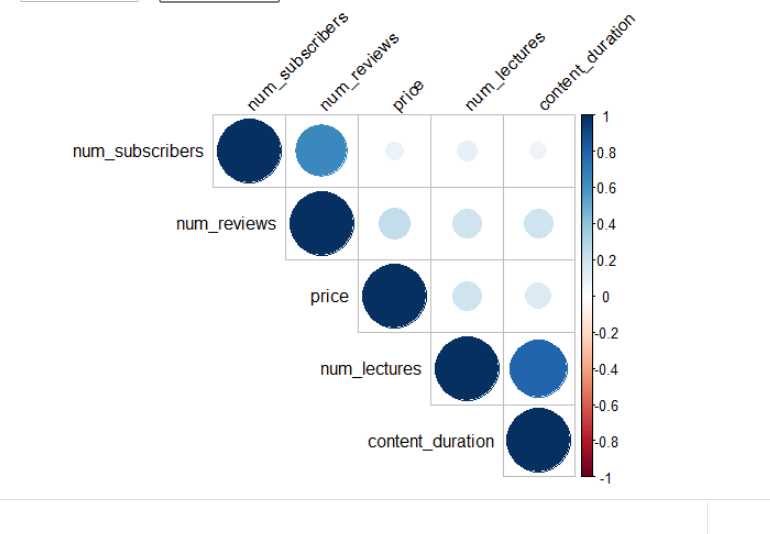 num_subscribers
num_reviews
price
num_lectures
content_duration
num_subscribers
num_reviews
price
num_lectures
content_duration
1
0.8
0.6
0.4
0.2
0
-0.2
-0.4
-0.6
-0.8
-1